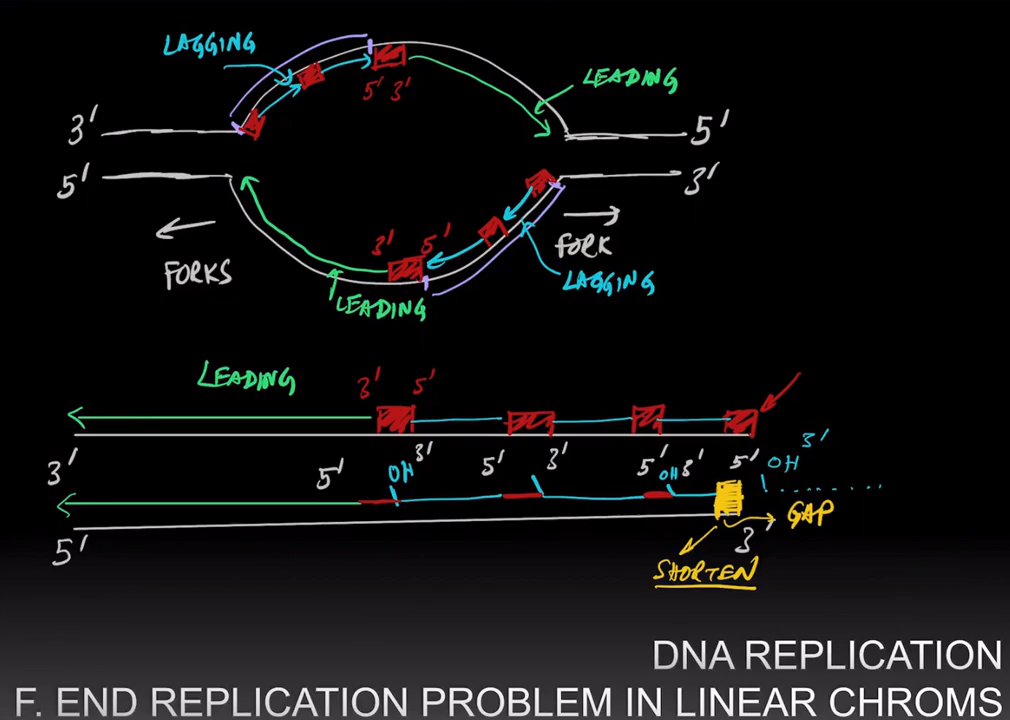 LAGGING
LEADING
5' 3'
3' 5'
5' 3'
3' 5'
FORKS
FORK
LEADING
LAGGING
LEADING
3' 5'
3' 5' OH 3' 5' 3' 5' OH 3' 5' OH 3'
GAP
5' 3'
SHORTEN
DNA REPLICATION
F. END REPLICATION PROBLEM IN LINEAR CHROMS